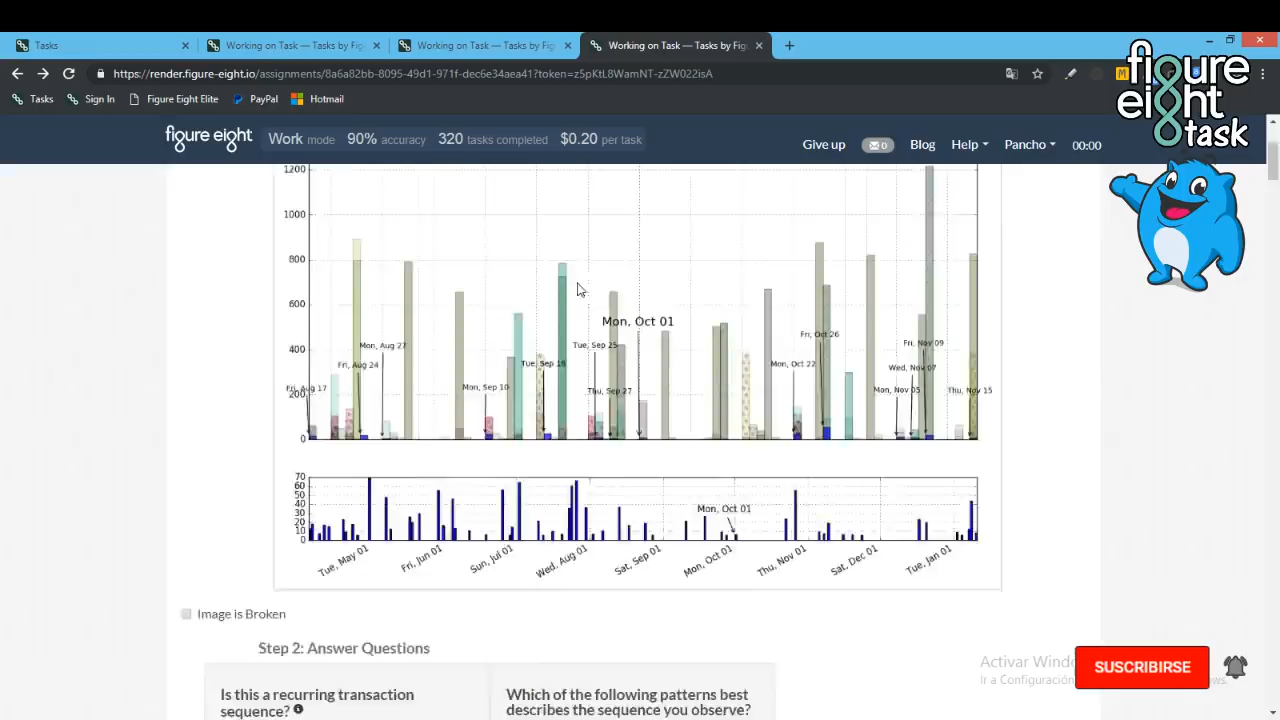 Tasks
Working on Task — Tasks by Fig
Working on Task — Tasks by Fig
Working on Task — Tasks by Fig
https://render.figure-eight.io/assignments/8a6a82bb-8095-49d1-971f-dec6e34aea41?token=z5pKtL8WamNT-zZW022isA
Tasks Sign In Figure Eight Elite PayPal Hotmail
figure eight task
figure eight Work mode 90% accuracy 320 tasks completed $0.20 per task
Give up 0 Blog Help Pancho 00:00
1200
1000
800
600
400
200
0
Mon, Oct 01
Fri, Oct 26
Fri, Nov 09
Mon, Aug 27
Tue, Sep 25
Fri, Aug 24
Tue, Sep 18
Mon, Oct 22
Wed, Nov 07
Fri, Aug 17
Mon, Sep 10
Thu, Sep 27
Mon, Nov 05
Thu, Nov 15
70
60
50
40
30
20
10
0
Mon, Oct 01
Tue, May 01
Fri, Jun 01
Sun, Jul 01
Wed, Aug 01
Sat, Sep 01
Mon, Oct 01
Thu, Nov 01
Sat, Dec 01
Tue, Jan 01
Image is Broken
Step 2: Answer Questions
Is this a recurring transaction
sequence?
Which of the following patterns best
describes the sequence you observe?
Activar Wind
Ir a Configuración
SUSCRIBIRSE